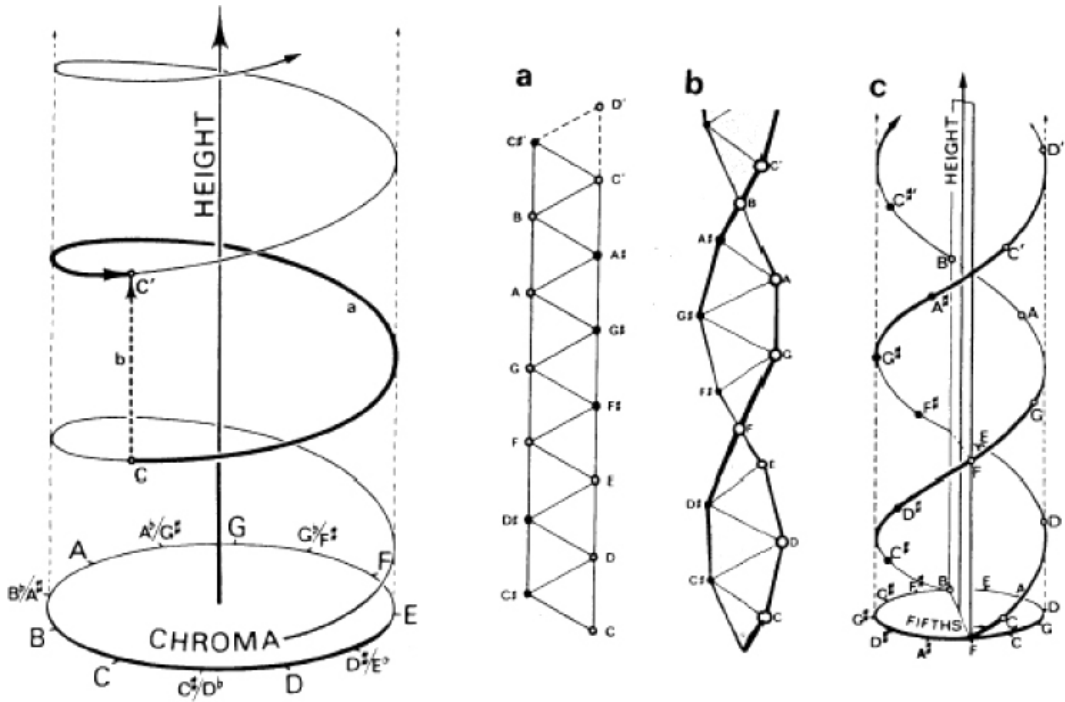 HEIGHT
C'
a
b
C
A♭/G♯
G
G♭/F♯
A
F
B♭/A♯
E
B
CHROMA
D♯/E♭
C
C♯/D♭
D
a
D'
C♯'
C'
B
A♯
A
G♯
G
F♯
F
E
D♯
D
C♯
C
b
C'
B
A♯
A
G♯
G
F♯
F
E
D♯
D
C♯
C
c
HEIGHT
D'
C♯'
C'
B
A♯
A
G♯
G
F♯
E
F
D♯
D
C♯
F♯
B
E
A
C♯
D
G♯
FIFTHS
C
G
D♯
C
A♯
F